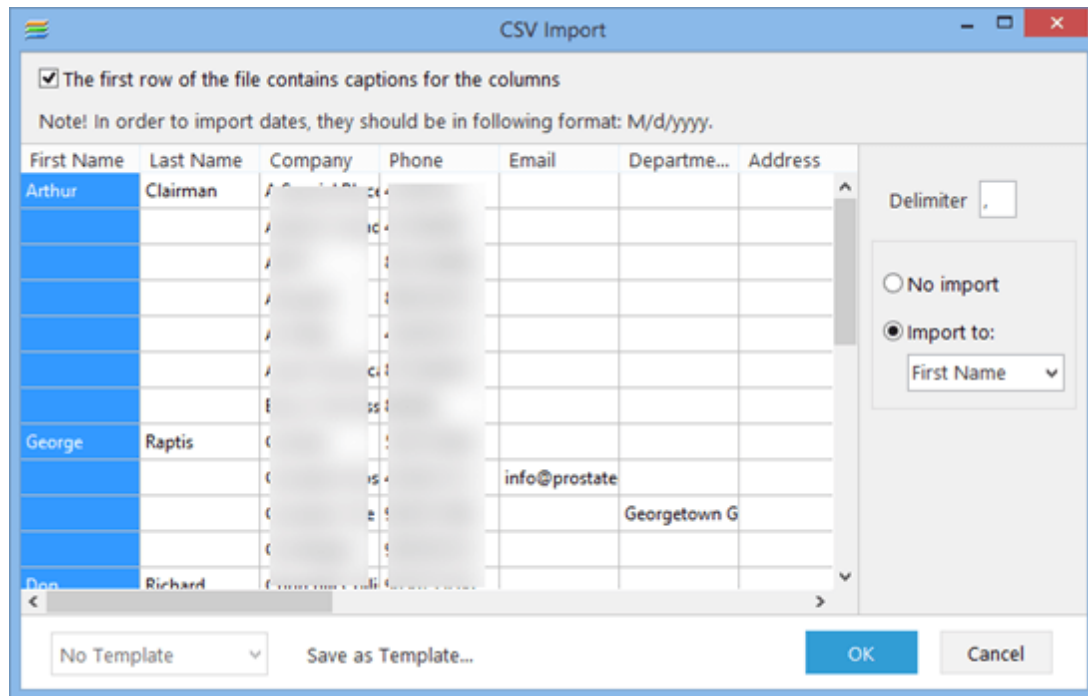 CSV Import
The first row of the file contains captions for the columns
Note! In order to import dates, they should be in following format: M/d/yyyy.
First Name Last Name Company Phone Email Departme... Address
Arthur Clairman
George Raptis
info@prostate
Georgetown G
Don Richard
Delimiter ,
No import
Import to:
First Name
No Template Save as Template... OK Cancel